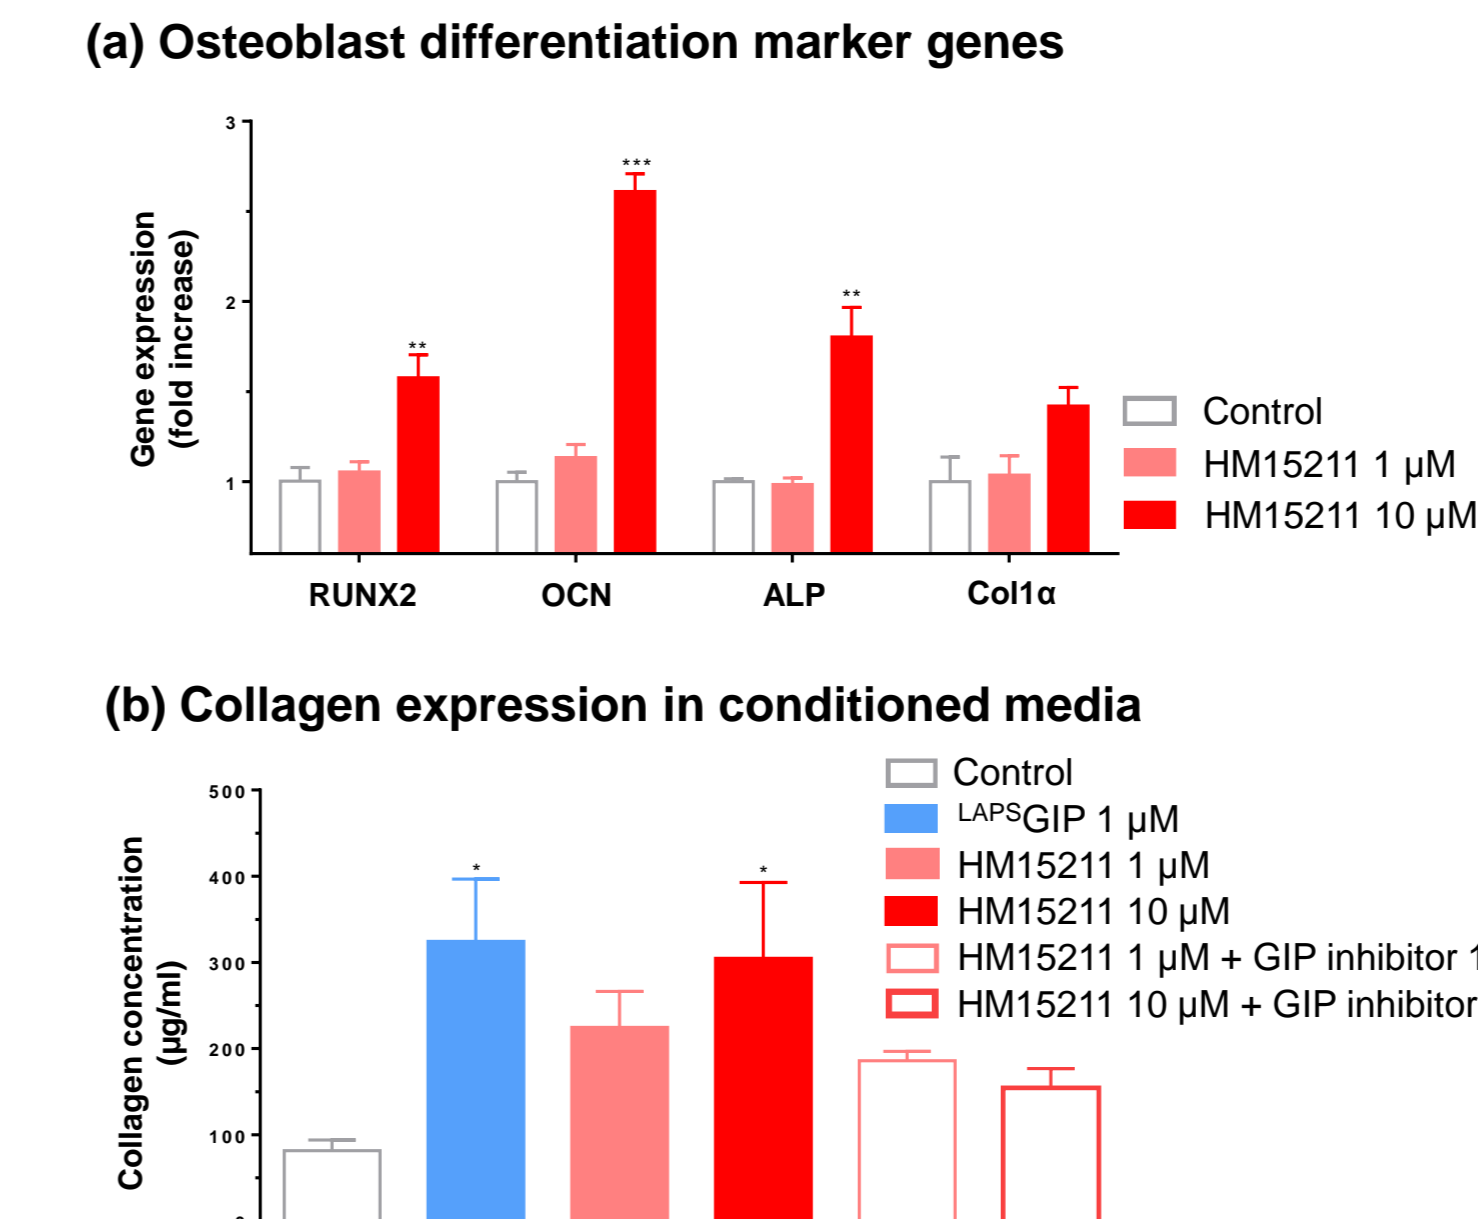 (a) Osteoblast differentiation marker genes
3
2
1
Gene expression
(fold increase)
**
***
**
RUNX2
OCN
ALP
Col1α
Control
HM15211 1 µM
HM15211 10 µM
(b) Collagen expression in conditioned media
500
400
300
200
100
Collagen concentration
(µg/ml)
*
*
Control
LAPSGIP 1 µM
HM15211 1 µM
HM15211 10 µM
HM15211 1 µM + GIP inhibitor
HM15211 10 µM + GIP inhibitor